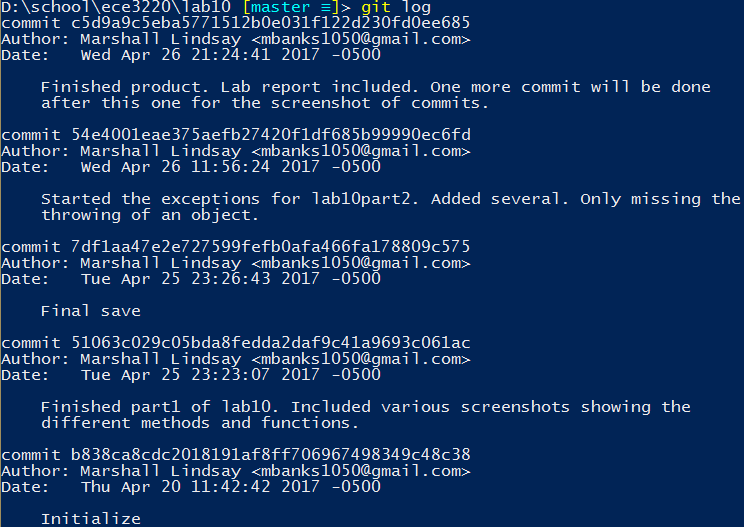 D:\school\ece3220\lab10 [master ≡]> git log
commit c5d9a9c5eba5771512b0e031f122d230fd0ee685
Author: Marshall Lindsay <mbanks1050@gmail.com>
Date:   Wed Apr 26 21:24:41 2017 -0500
    Finished product. Lab report included. One more commit will be done
    after this one for the screenshot of commits.
commit 54e4001eae375aefb27420f1df685b99990ec6fd
Author: Marshall Lindsay <mbanks1050@gmail.com>
Date:   Wed Apr 26 11:56:24 2017 -0500
    Started the exceptions for lab10part2. Added several. Only missing the
    throwing of an object.
commit 7df1aa47e2e727599fefb0afa466fa178809c575
Author: Marshall Lindsay <mbanks1050@gmail.com>
Date:   Tue Apr 25 23:26:43 2017 -0500
    Final save
commit 51063c029c05bda8fedda2daf9c41a9693c061ac
Author: Marshall Lindsay <mbanks1050@gmail.com>
Date:   Tue Apr 25 23:23:07 2017 -0500
    Finished part1 of lab10. Included various screenshots showing the
    different methods and functions.
commit b838ca8cdc2018191af8ff706967498349c48c38
Author: Marshall Lindsay <mbanks1050@gmail.com>
Date:   Thu Apr 20 11:42:42 2017 -0500
    Initialize